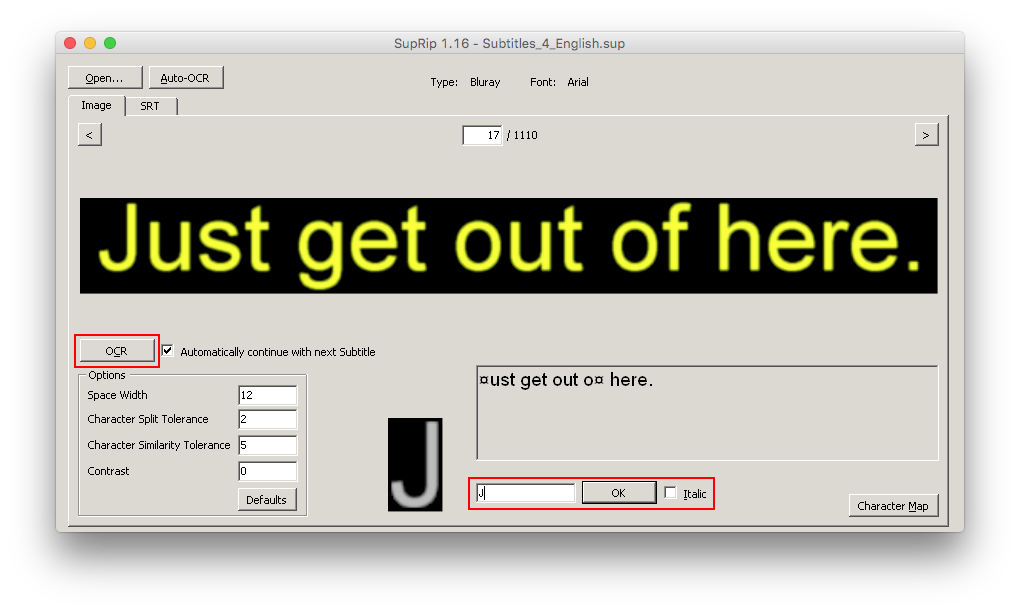 SupRip 1.16 - Subtitles_4_English.sup
Open... Auto-OCR Type: Bluray Font: Arial
Image SRT
< 17 / 1110 >
Just get out of here.
OCR Automatically continue with next Subtitle
Options
Space Width 12
Character Split Tolerance 2
Character Similarity Tolerance 5
Contrast 0
Defaults
J
¤ust get out o¤ here.
J OK Italic
Character Map